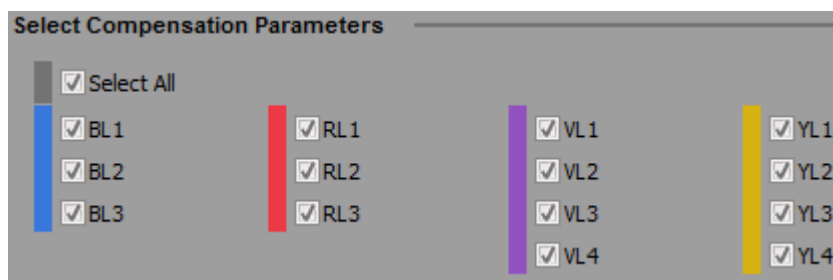 Select Compensation Parameters
Select All
BL1 RL1 VL1 YL1
BL2 RL2 VL2 YL2
BL3 RL3 VL3 YL3
VL4 YL4